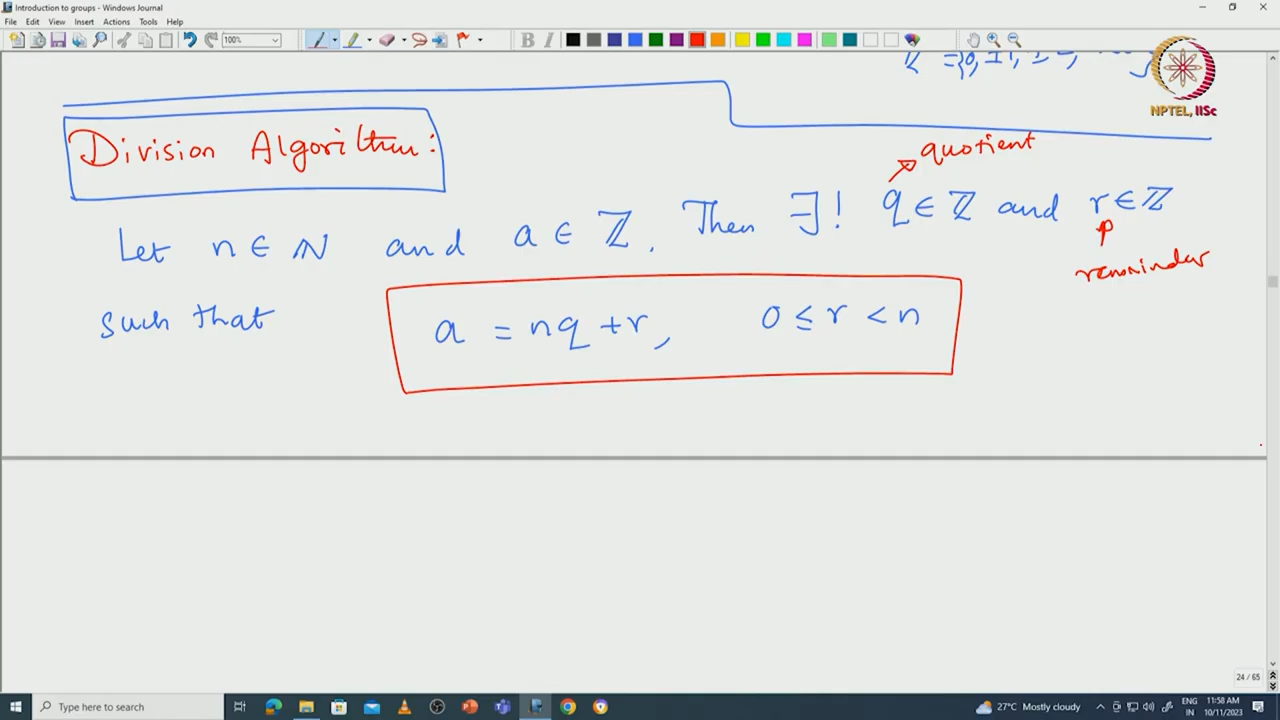 Introduction to groups - Windows Journal
File Edit View Insert Actions Tools Help
100%
NPTEL, IISc
Division Algorithm:
quotient
Let n ∈ ℕ and a ∈ ℤ. Then ∃! q ∈ ℤ and r ∈ ℤ
remainder
such that a = nq + r, 0 ≤ r < n
24 / 65
Type here to search
27°C Mostly cloudy
ENG
IN
11:58 AM
10/11/2023